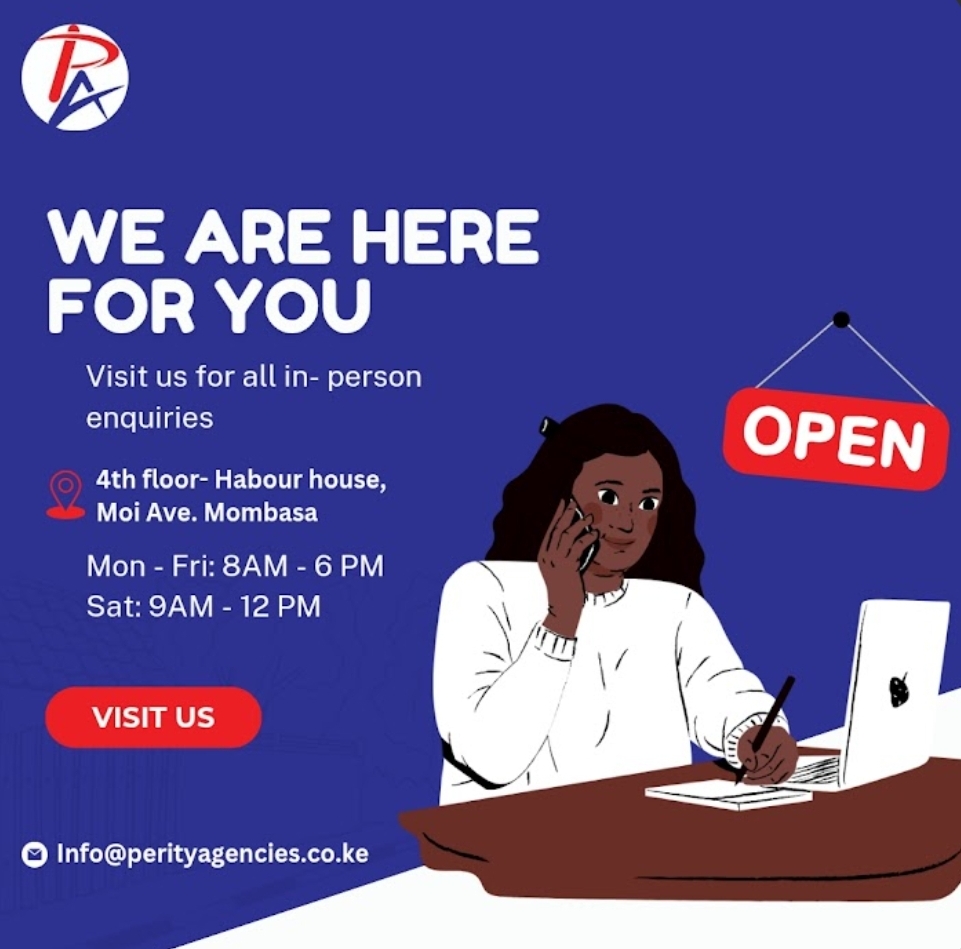 PA
WE ARE HERE
FOR YOU
Visit us for all in- person
enquiries
OPEN
4th floor- Habour house,
Moi Ave. Mombasa
Mon - Fri: 8AM - 6 PM
Sat: 9AM - 12 PM
VISIT US
Info@perityagencies.co.ke